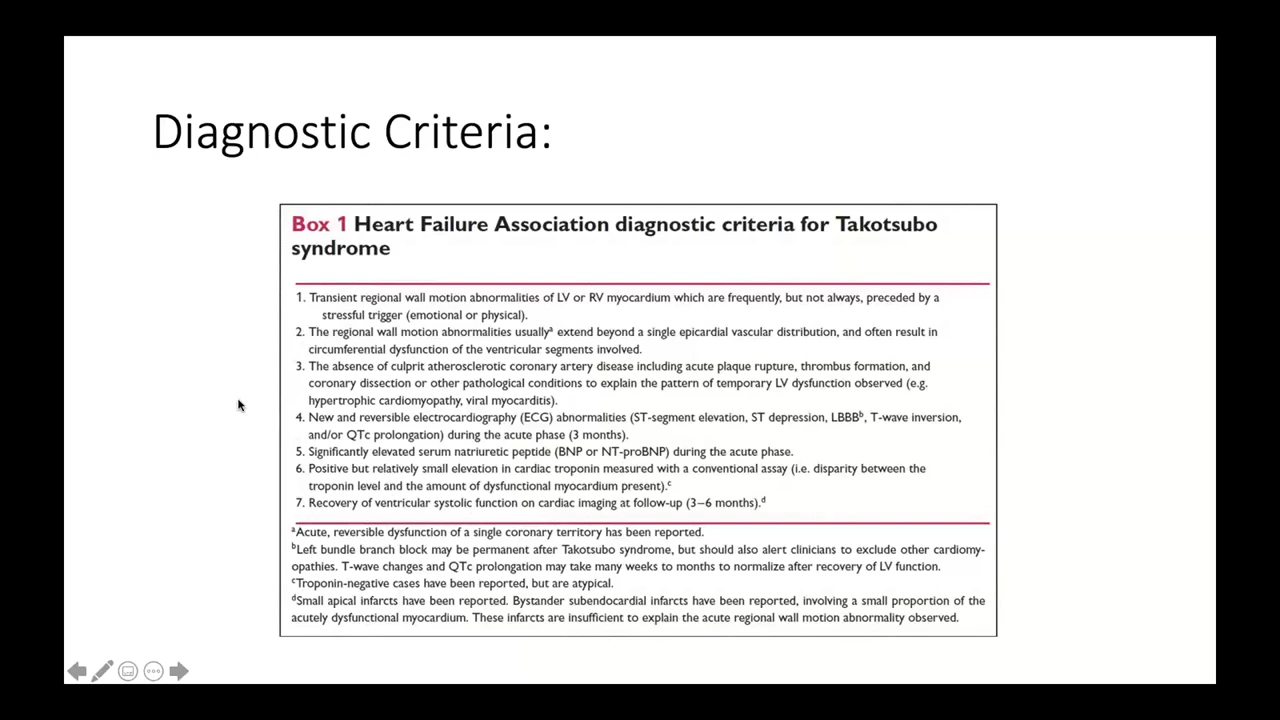 Diagnostic Criteria:
Box 1 Heart Failure Association diagnostic criteria for Takotsubo
syndrome
1. Transient regional wall motion abnormalities of LV or RV myocardium which are frequently, but not always, preceded by a
stressful trigger (emotional or physical).
2. The regional wall motion abnormalities usuallyᵃ extend beyond a single epicardial vascular distribution, and often result in
circumferential dysfunction of the ventricular segments involved.
3. The absence of culprit atherosclerotic coronary artery disease including acute plaque rupture, thrombus formation, and
coronary dissection or other pathological conditions to explain the pattern of temporary LV dysfunction observed (e.g.
hypertrophic cardiomyopathy, viral myocarditis).
4. New and reversible electrocardiography (ECG) abnormalities (ST-segment elevation, ST depression, LBBBᵇ, T-wave inversion,
and/or QTc prolongation) during the acute phase (3 months).
5. Significantly elevated serum natriuretic peptide (BNP or NT-proBNP) during the acute phase.
6. Positive but relatively small elevation in cardiac troponin measured with a conventional assay (i.e. disparity between the
troponin level and the amount of dysfunctional myocardium present).ᶜ
7. Recovery of ventricular systolic function on cardiac imaging at follow-up (3–6 months).ᵈ
ᵃAcute, reversible dysfunction of a single coronary territory has been reported.
ᵇLeft bundle branch block may be permanent after Takotsubo syndrome, but should also alert clinicians to exclude other cardiomy-
opathies. T-wave changes and QTc prolongation may take many weeks to months to normalize after recovery of LV function.
ᶜTroponin-negative cases have been reported, but are atypical.
ᵈSmall apical infarcts have been reported. Bystander subendocardial infarcts have been reported, involving a small proportion of the
acutely dysfunctional myocardium. These infarcts are insufficient to explain the acute regional wall motion abnormality observed.